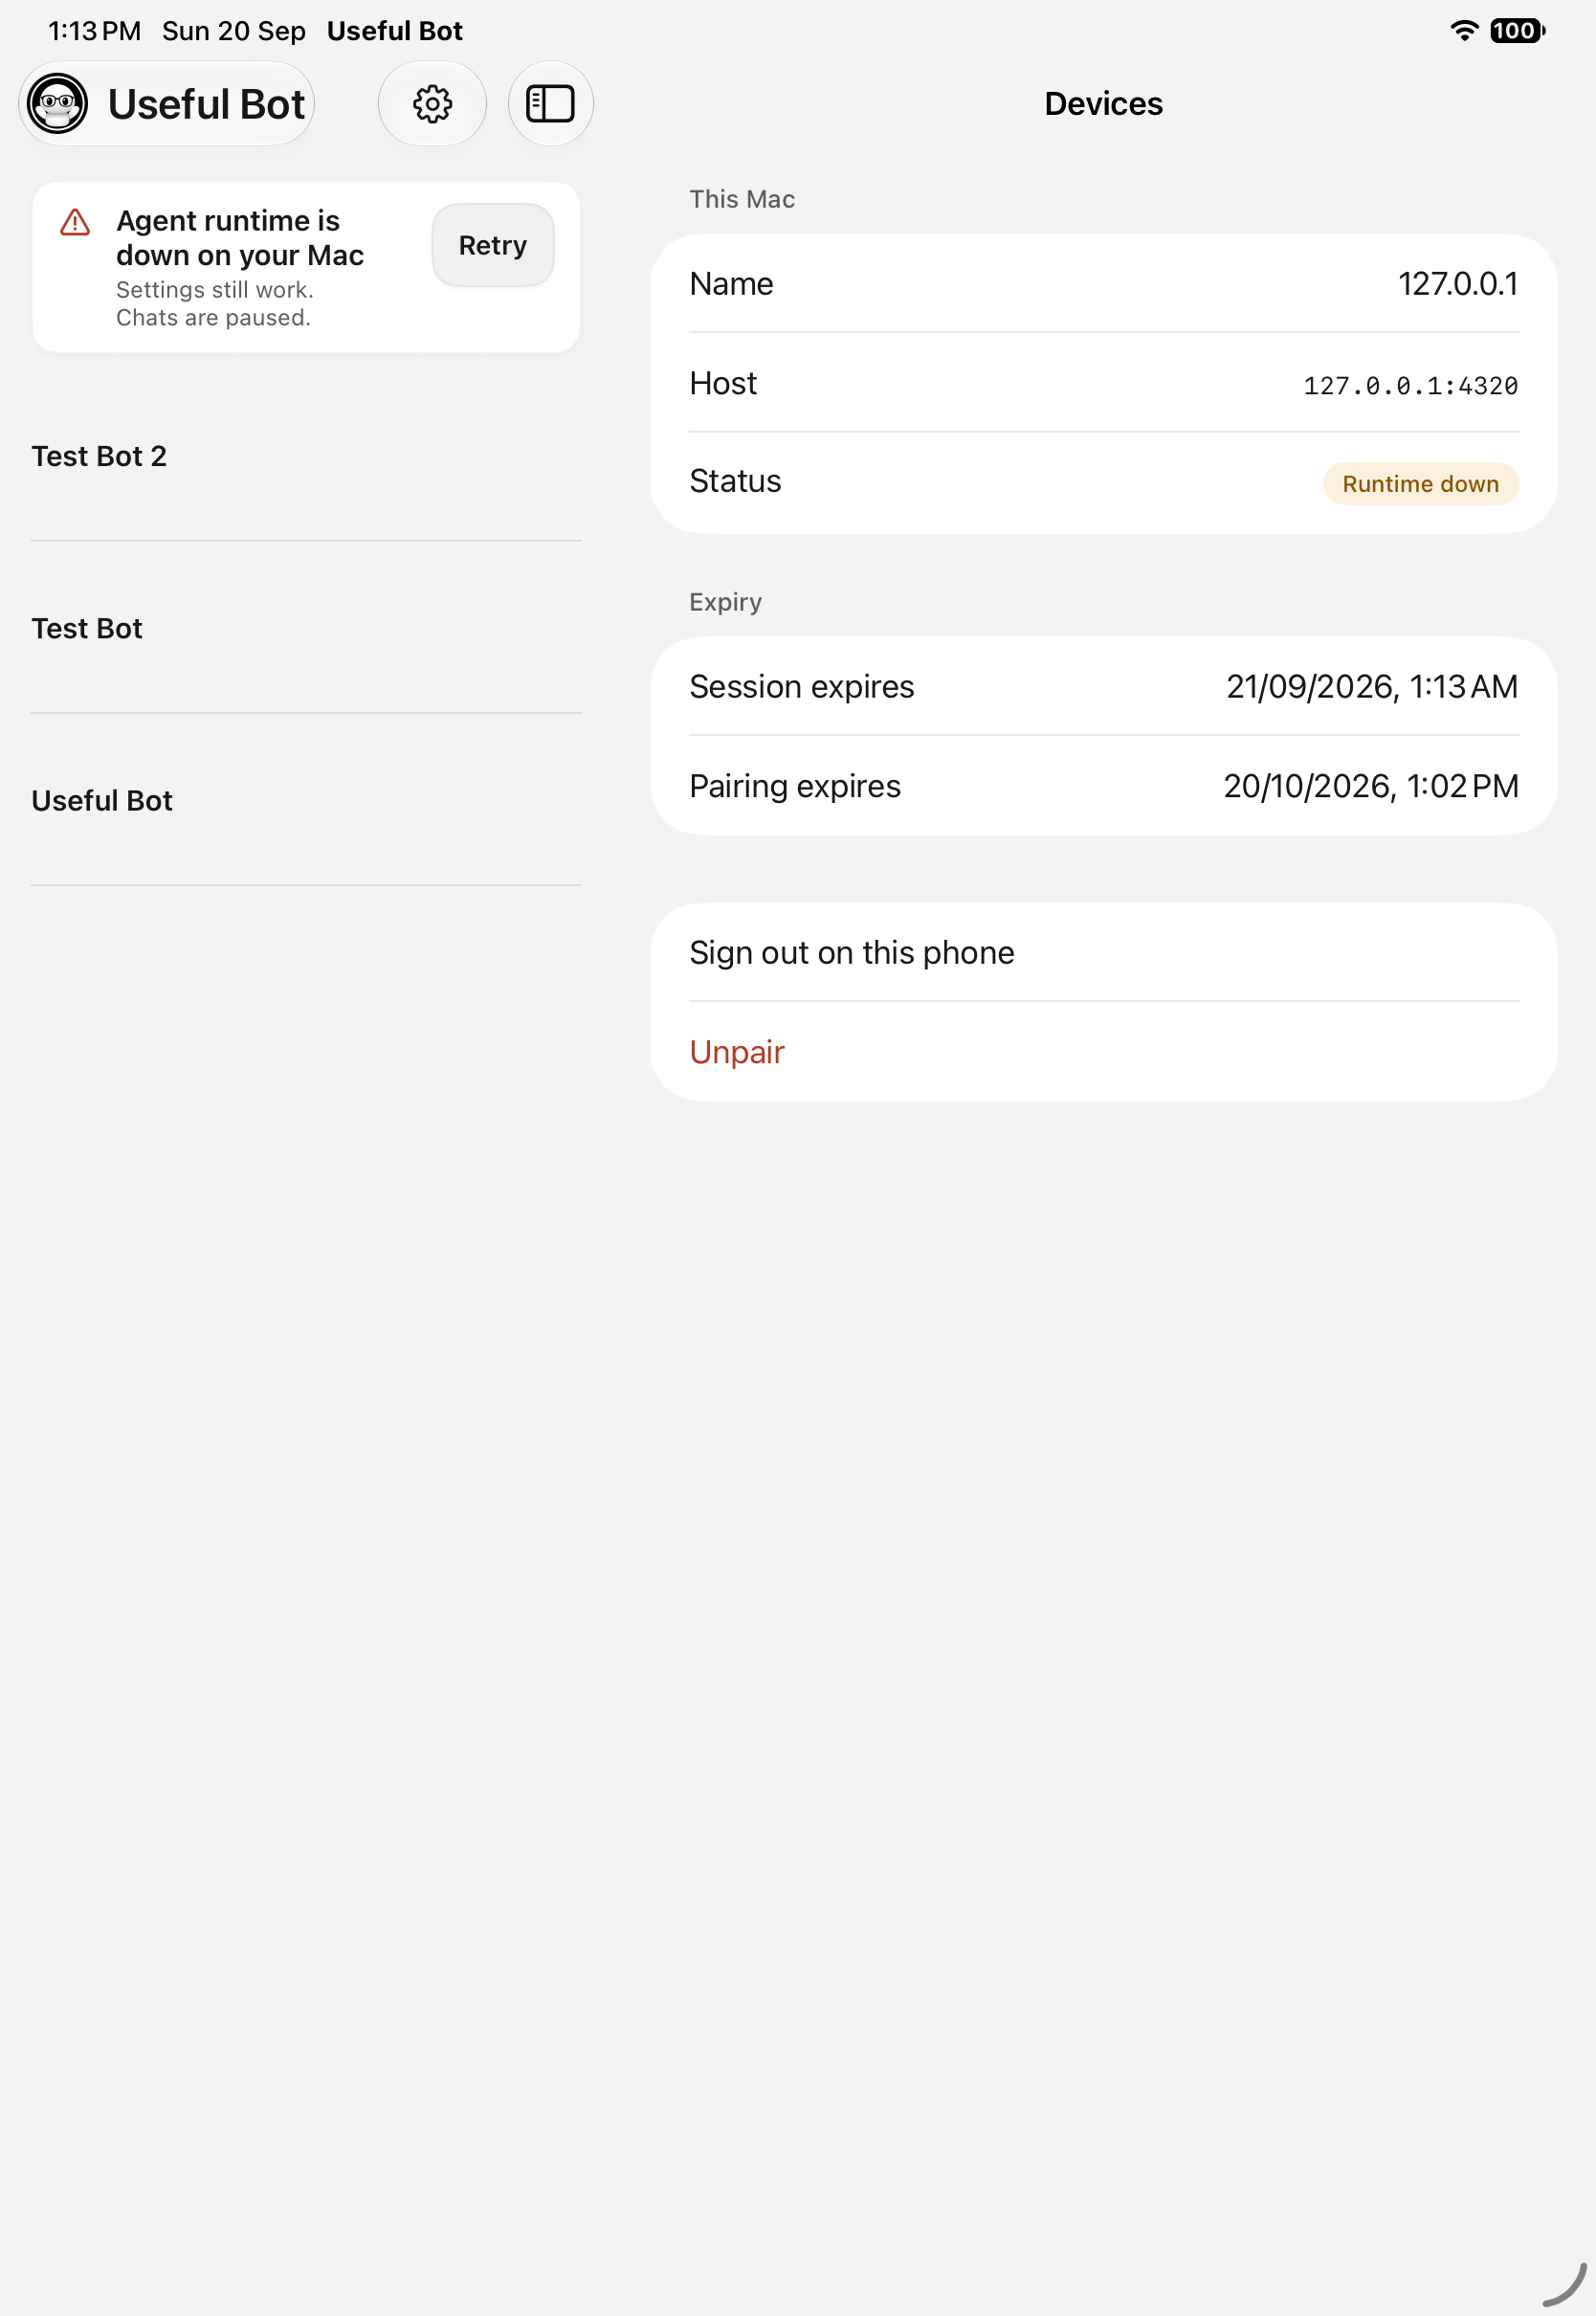 1:13 PM Sun 20 Sep Useful Bot
100
Useful Bot
Devices
Agent runtime is
down on your Mac
Settings still work.
Chats are paused.
Retry
Test Bot 2
Test Bot
Useful Bot
This Mac
Name 127.0.0.1
Host 127.0.0.1:4320
Status Runtime down
Expiry
Session expires 21/09/2026, 1:13 AM
Pairing expires 20/10/2026, 1:02 PM
Sign out on this phone
Unpair